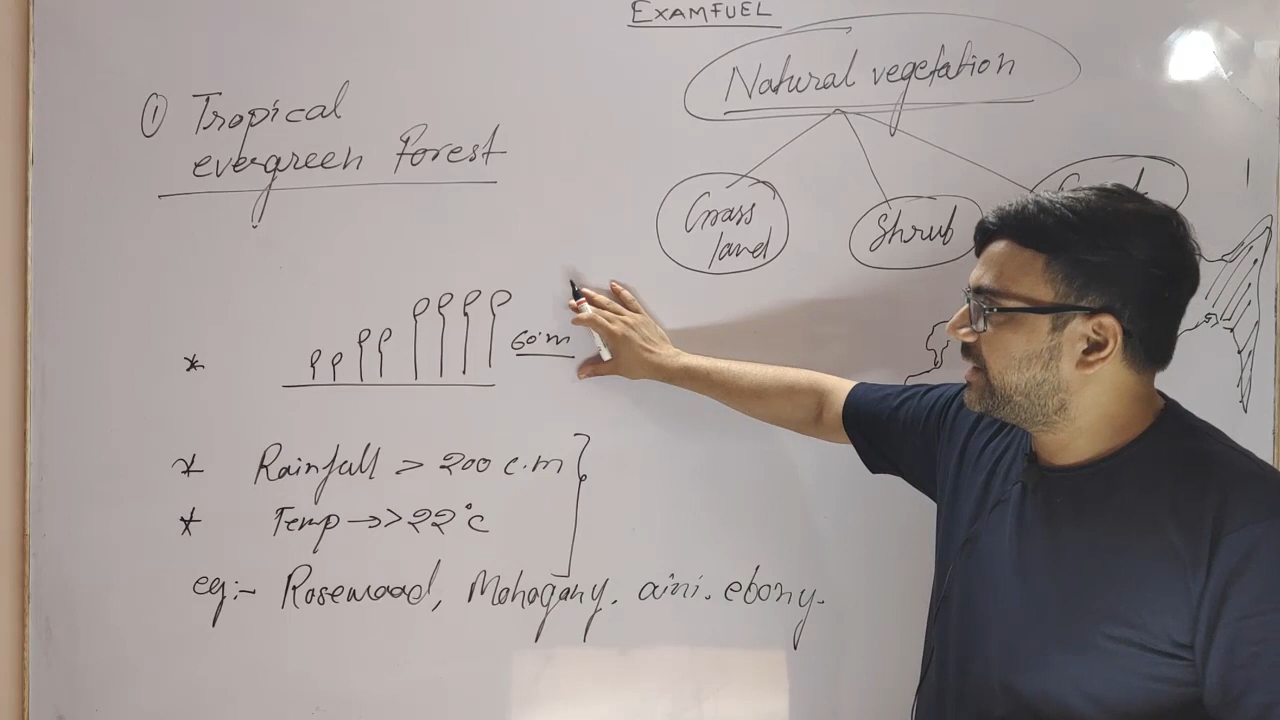 EXAMFUEL
Natural vegetation
Grass
land
Shrub
① Tropical
evergreen Forest
* 60·m
* Rainfall > 200 c.m
* Temp →> 22°c
eg:- Rosewood, Mahogany. aini. ebony.